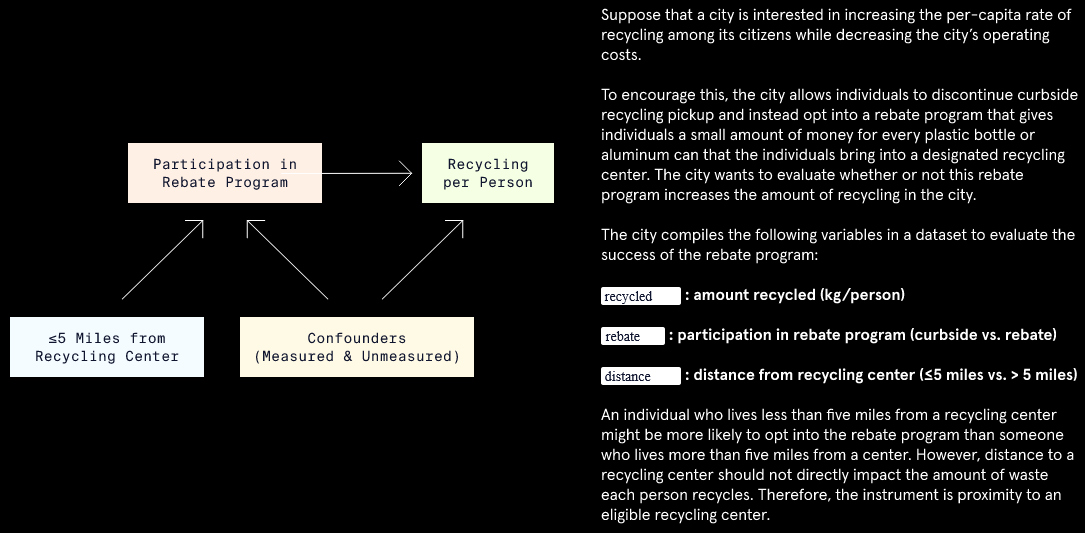 Participation in
Rebate Program
Recycling
per Person
≤5 Miles from
Recycling Center
Confounders
(Measured & Unmeasured)
Suppose that a city is interested in increasing the per-capita rate of
recycling among its citizens while decreasing the city’s operating
costs.
To encourage this, the city allows individuals to discontinue curbside
recycling pickup and instead opt into a rebate program that gives
individuals a small amount of money for every plastic bottle or
aluminum can that the individuals bring into a designated recycling
center. The city wants to evaluate whether or not this rebate
program increases the amount of recycling in the city.
The city compiles the following variables in a dataset to evaluate the
success of the rebate program:
recycled : amount recycled (kg/person)
rebate : participation in rebate program (curbside vs. rebate)
distance : distance from recycling center (≤5 miles vs. > 5 miles)
An individual who lives less than five miles from a recycling center
might be more likely to opt into the rebate program than someone
who lives more than five miles from a center. However, distance to a
recycling center should not directly impact the amount of waste
each person recycles. Therefore, the instrument is proximity to an
eligible recycling center.